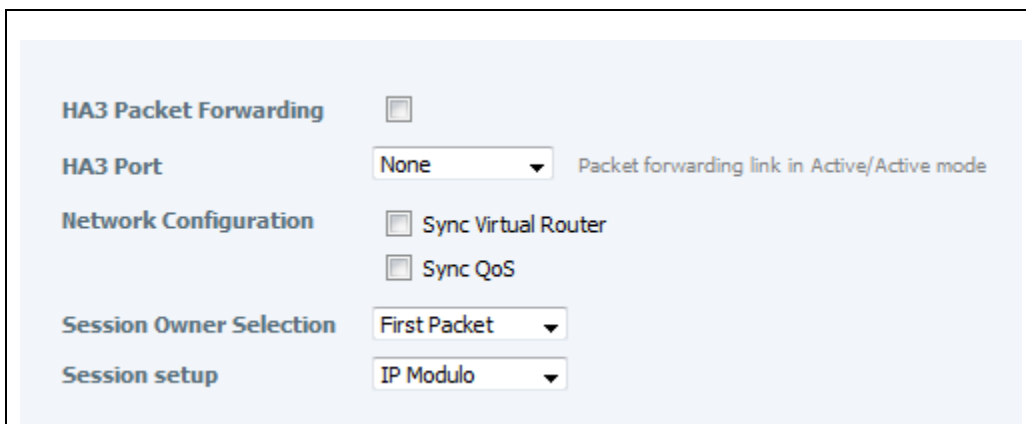 HA3 Packet Forwarding
HA3 Port None Packet forwarding link in Active/Active mode
Network Configuration Sync Virtual Router
Sync QoS
Session Owner Selection First Packet
Session setup IP Modulo